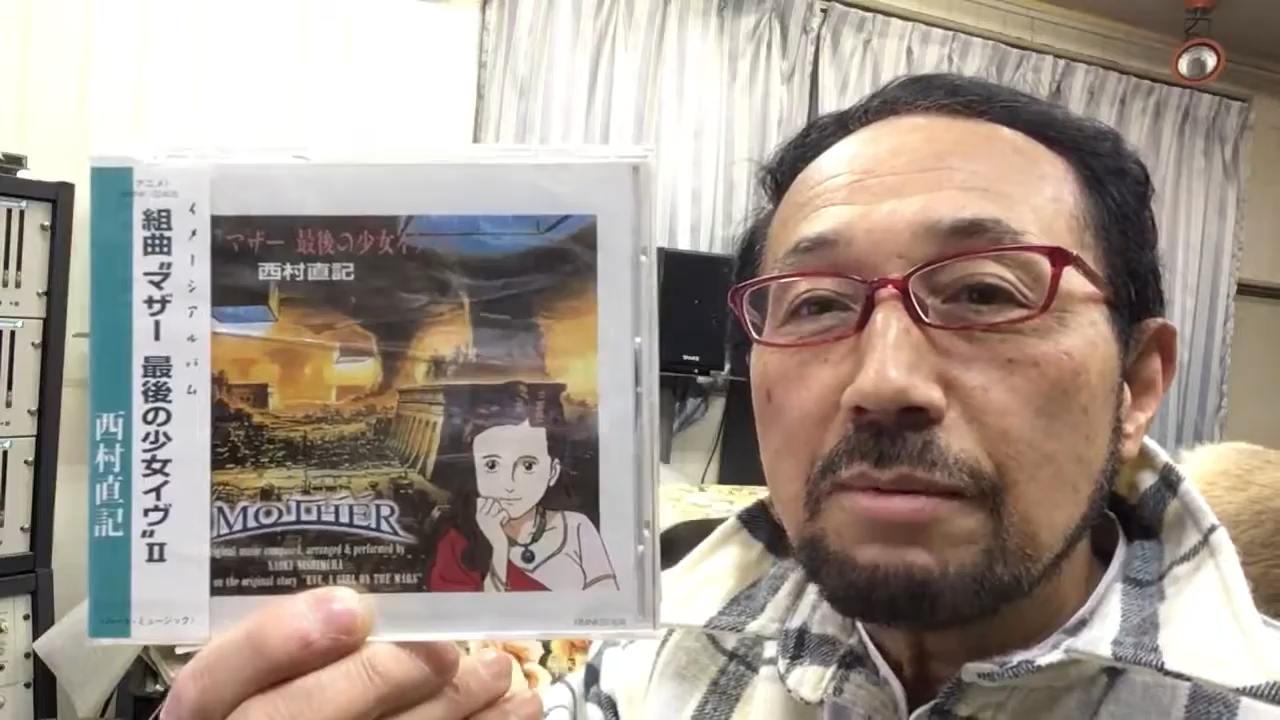 アニメ
イメージアルバム
組曲“マザー 最後の少女イヴ”II
西村直記
マザー 最後の少女イ
西村直記
MOTHER
original music composed, arranged & performed by
NAOKI NISHIMURA
on the original story "EVE, A GIRL ON THE MARS"